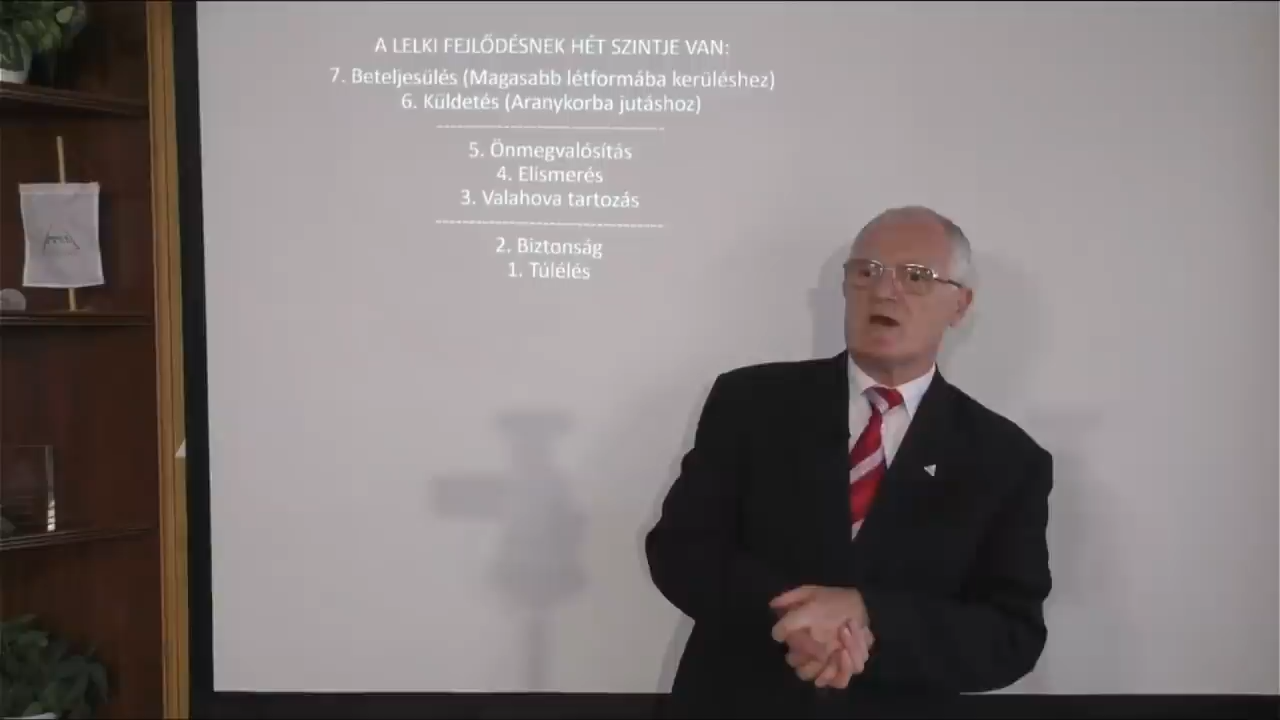 A LELKI FEJLŐDÉSNEK HÉT SZINTJE VAN:
7. Beteljesülés (Magasabb létformába kerüléshez)
6. Küldetés (Aranykorba jutáshoz)
5. Önmegvalósítás
4. Elismerés
3. Valahova tartozás
2. Biztonság
1. Túlélés